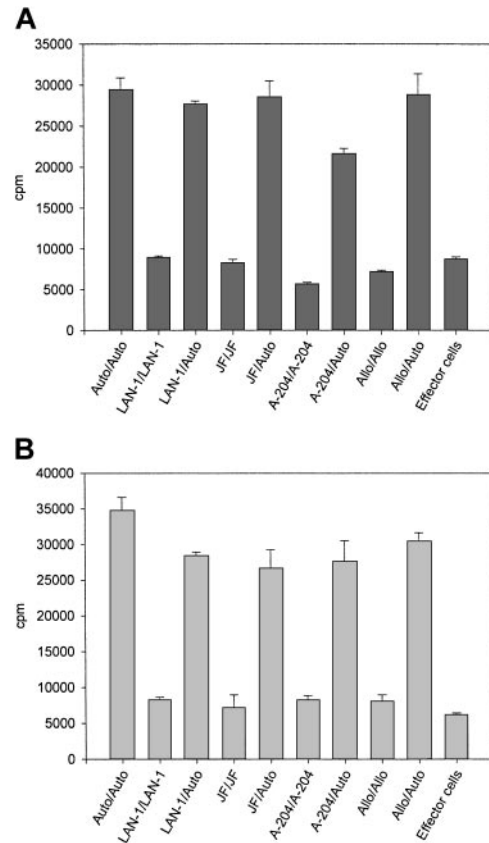 A
35000
30000
25000
20000
15000
10000
5000
0
cpm
Auto/Auto
LAN-1/LAN-1
LAN-1/Auto
JF/JF
JF/Auto
A-204/A-204
A-204/Auto
Allo/Allo
Allo/Auto
Effector cells
B
40000
35000
30000
25000
20000
15000
10000
5000
0
cpm
Auto/Auto
LAN-1/LAN-1
LAN-1/Auto
JF/JF
JF/Auto
A-204/A-204
A-204/Auto
Allo/Allo
Allo/Auto
Effector cells